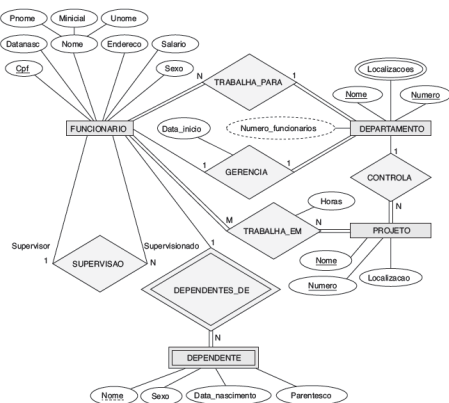 Pnome Minicial Unome
Datanasc Nome Endereco Salario
Cpf Sexo
N TRABALHA_PARA 1
Localizacoes
Nome Numero
FUNCIONARIO
Data_inicio
Numero_funcionarios
DEPARTAMENTO
1 GERENCIA 1
1
CONTROLA
N
Horas
M TRABALHA_EM N
PROJETO
Nome
Numero
Localizacao
Supervisor Supervisionado
1 SUPERVISAO N
1
DEPENDENTES_DE
N
DEPENDENTE
Nome Sexo Data_nascimento Parentesco